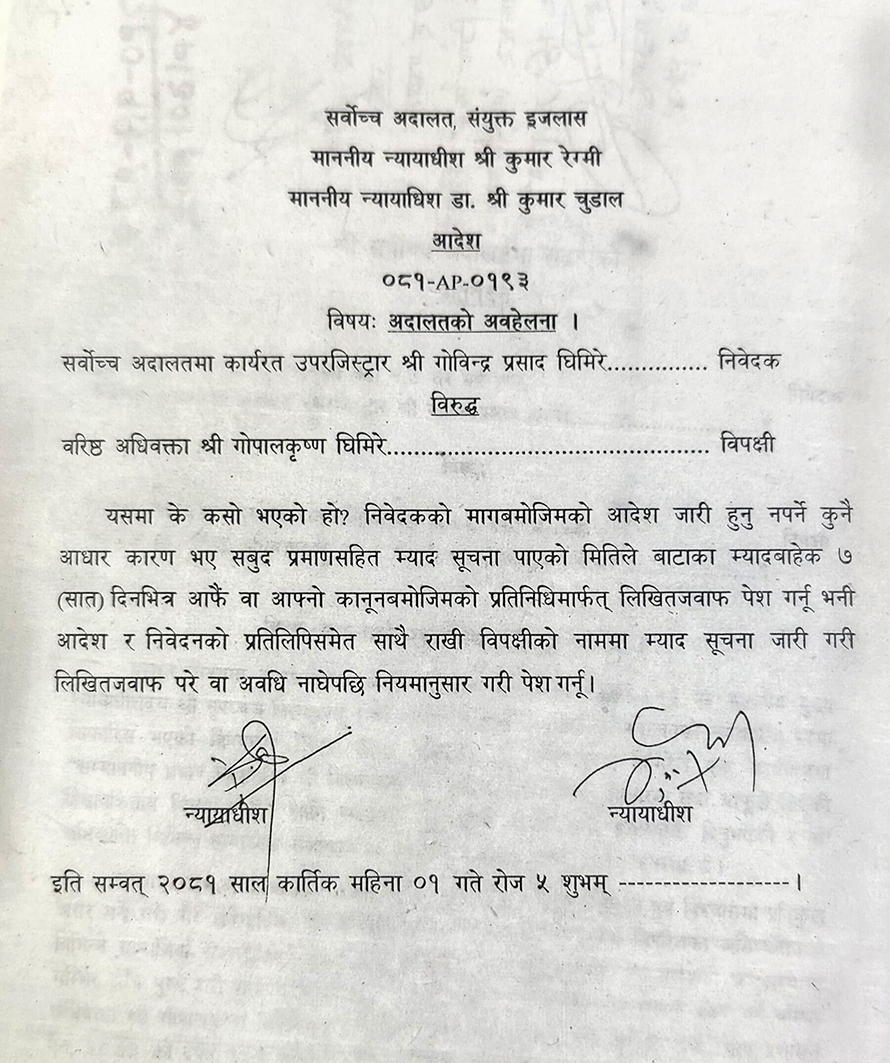 सर्वोच्च अदालत, संयुक्त इजलास
माननीय न्यायाधीश श्री कुमार रेग्मी
माननीय न्यायाधिश डा. श्री कुमार चुडाल
आदेश
०८१-AP-०१९३
विषयः अदालतको अवहेलना ।
सर्वोच्च अदालतमा कार्यरत उपरजिस्ट्रार श्री गोविन्द्र प्रसाद घिमिरे............... निवेदक
विरुद्ध
वरिष्ठ अधिवक्ता श्री गोपालकृष्ण घिमिरे................................................ विपक्षी
यसमा के कसो भएको हो? निवेदकको मागबमोजिमको आदेश जारी हुनु नपर्ने कुनै
आधार कारण भए सबुद प्रमाणसहित म्याद सूचना पाएको मितिले बाटाका म्यादबाहेक ७
(सात) दिनभित्र आफैं वा आफ्नो कानूनबमोजिमको प्रतिनिधिमार्फत् लिखितजवाफ पेश गर्नू भनी
आदेश र निवेदनको प्रतिलिपिसमेत साथै राखी विपक्षीको नाममा म्याद सूचना जारी गरी
लिखितजवाफ परे वा अवधि नाघेपछि नियमानुसार गरी पेश गर्नू।
न्यायाधीश न्यायाधीश
इति सम्वत् २०८१ साल कार्तिक महिना ०१ गते रोज ५ शुभम् -------------------।